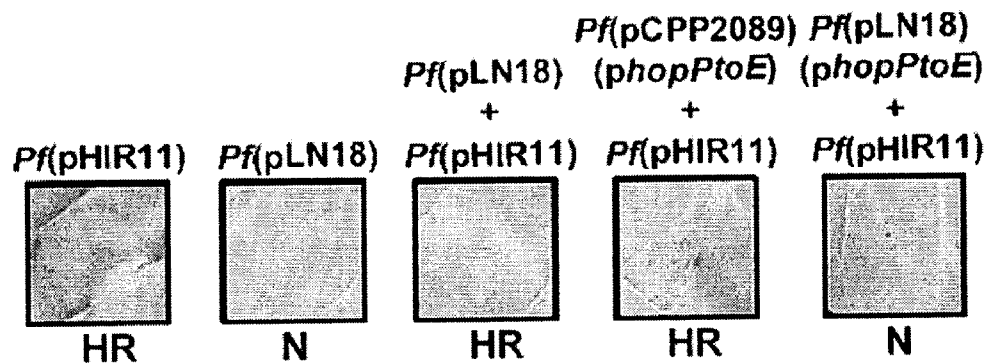 Pf(pCPP2089) Pf(pLN18)
Pf(pLN18) (phopPtoE) (phopPtoE)
+ + +
Pf(pHIR11) Pf(pLN18) Pf(pHIR11) Pf(pHIR11) Pf(pHIR11)
HR N HR HR N